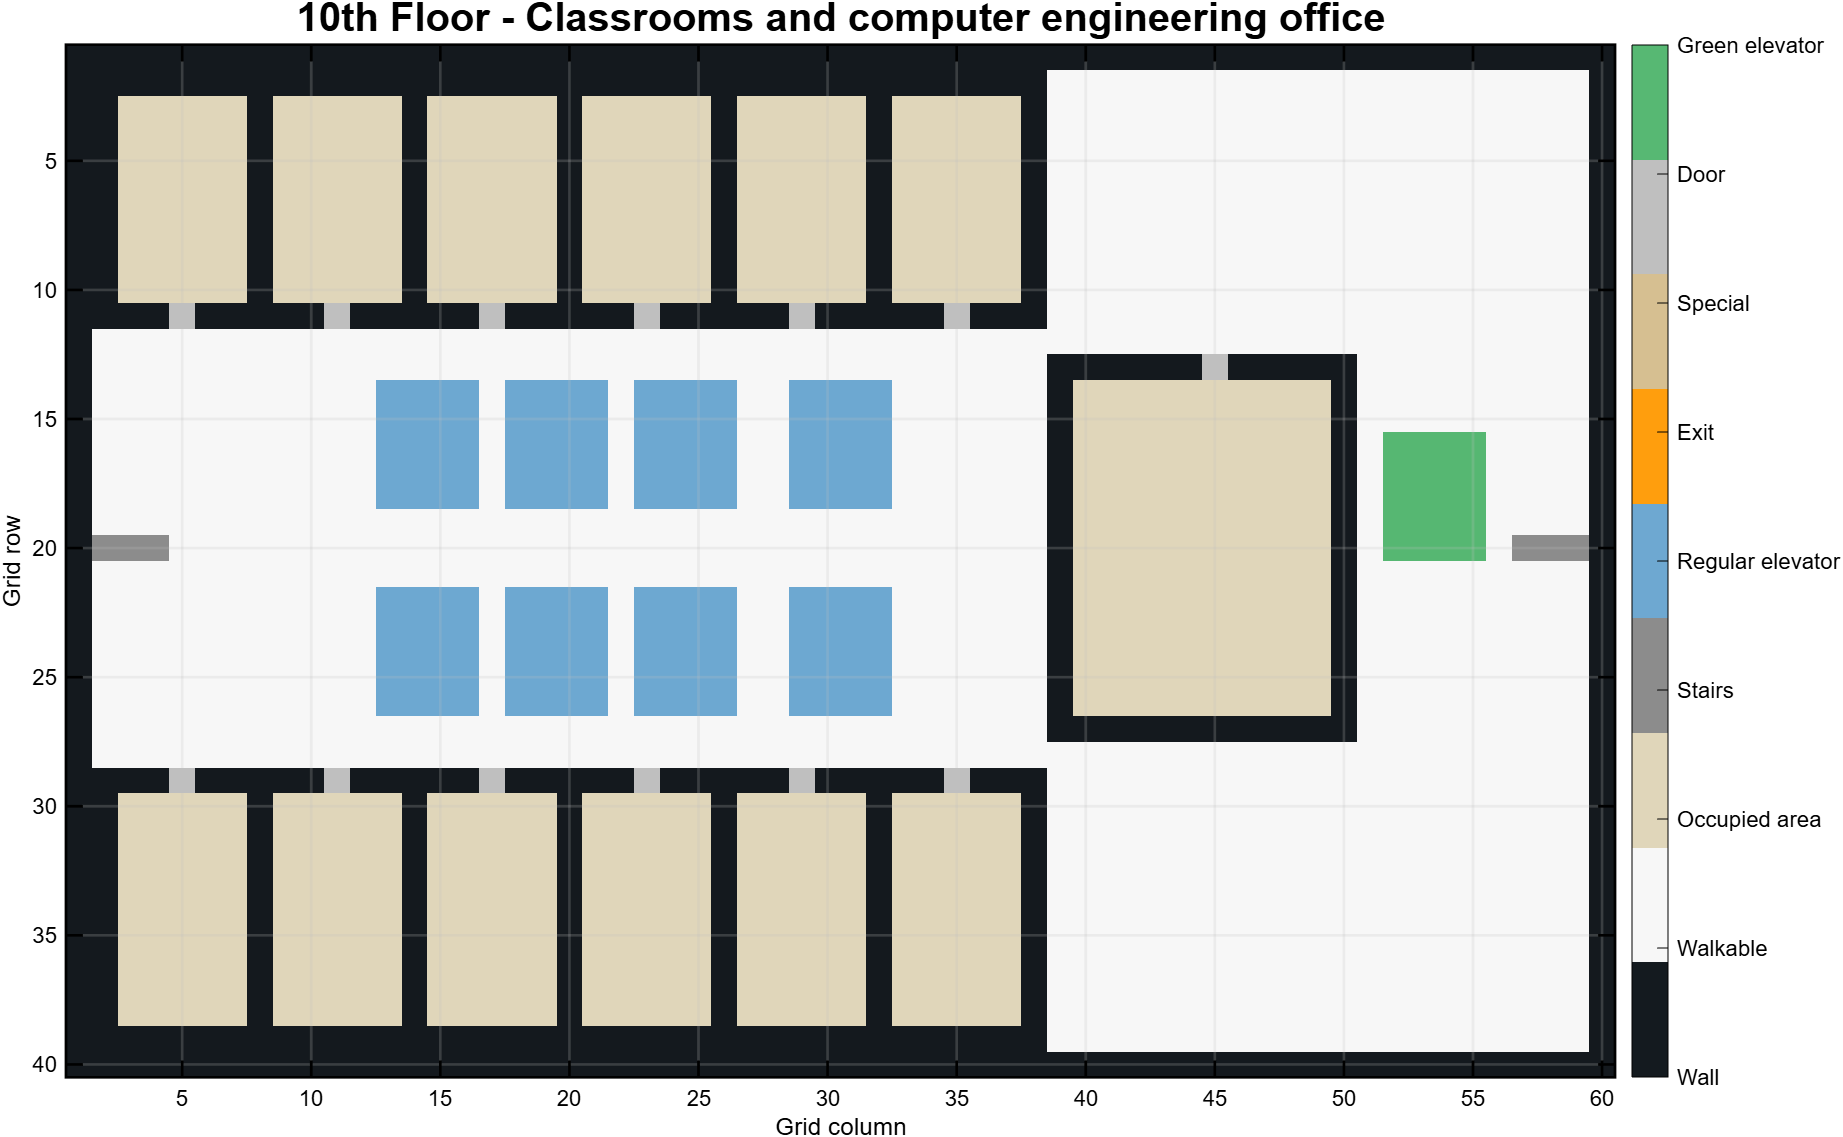 10th Floor - Classrooms and computer engineering office
Green elevator
Door
Special
Exit
Regular elevator
Stairs
Occupied area
Walkable
Wall
Grid row
5
10
15
20
25
30
35
40
5 10 15 20 25 30 35 40 45 50 55 60
Grid column